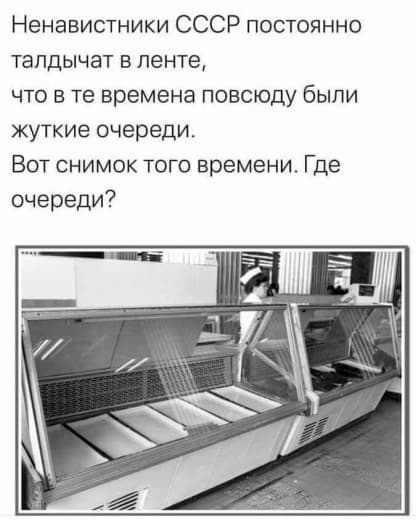 Ненавистники СССР постоянно
талдычат в ленте,
что в те времена повсюду были
жуткие очереди.
Вот снимок того времени. Где
очереди?